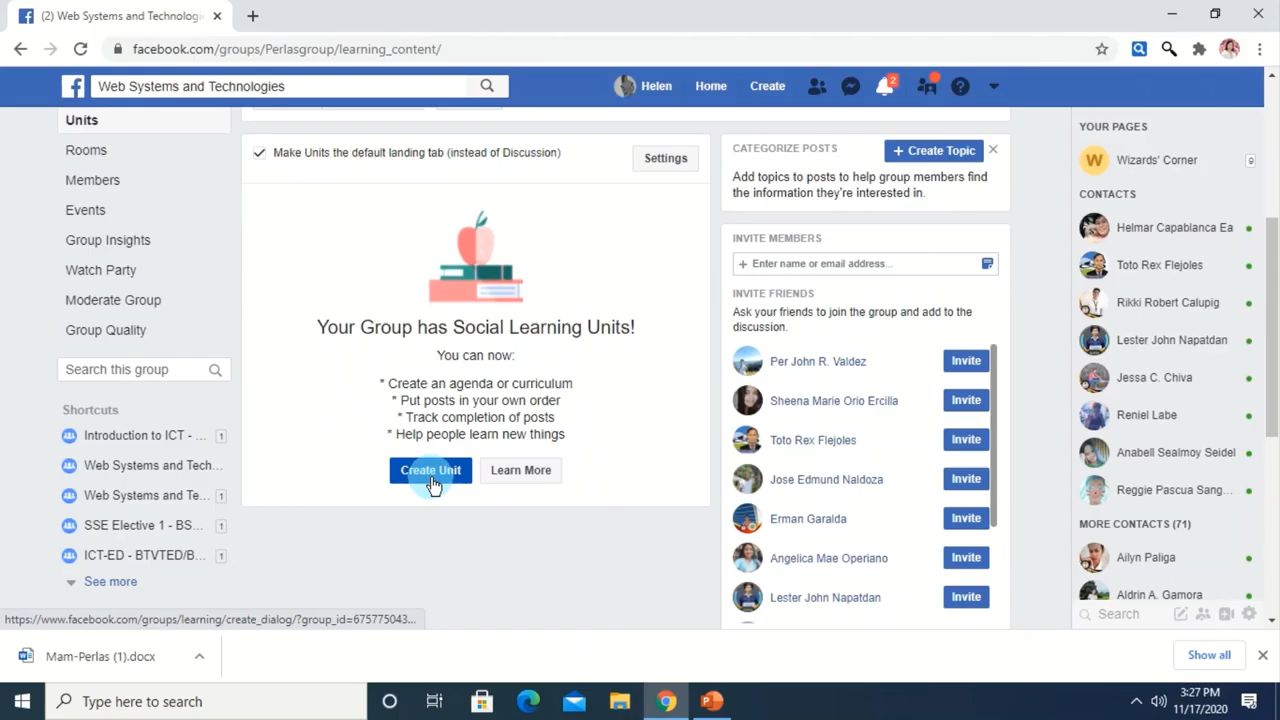 (2) Web Systems and Technologi
facebook.com/groups/Perlasgroup/learning_content/
Web Systems and Technologies
Helen
Home
Create
2
Units
Rooms
Members
Events
Group Insights
Watch Party
Moderate Group
Group Quality
Search this group
Shortcuts
Introduction to ICT - ... 1
Web Systems and Tech...
Web Systems and Te... 1
SSE Elective 1 - BS... 1
ICT-ED - BTVTED/B... 1
See more
Make Units the default landing tab (instead of Discussion)
Settings
Your Group has Social Learning Units!
You can now:
* Create an agenda or curriculum
* Put posts in your own order
* Track completion of posts
* Help people learn new things
Create Unit
Learn More
CATEGORIZE POSTS
+ Create Topic
Add topics to posts to help group members find
the information they're interested in.
INVITE MEMBERS
+ Enter name or email address...
INVITE FRIENDS
Ask your friends to join the group and add to the
discussion.
Per John R. Valdez Invite
Sheena Marie Orio Ercilla Invite
Toto Rex Flejoles Invite
Jose Edmund Naldoza Invite
Erman Garalda Invite
Angelica Mae Operiano Invite
Lester John Napatdan Invite
YOUR PAGES
W Wizards' Corner 9
CONTACTS
Helmar Capablanca Ea
Toto Rex Flejoles
Rikki Robert Calupig
Lester John Napatdan
Jessa C. Chiva
Reniel Labe
Anabell Sealmoy Seidel
Reggie Pascua Sang...
MORE CONTACTS (71)
Ailyn Paliga
Aldrin A. Gamora
Search
https://www.facebook.com/groups/learning/create_dialog/?group_id=675775043...
Mam-Perlas (1).docx
Show all
Type here to search
3:27 PM
11/17/2020